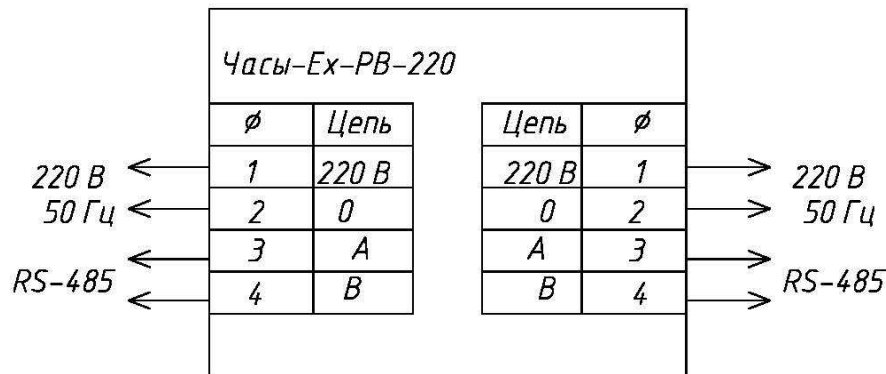 Часы-Ex-РВ-220
ø Цепь Цепь ø
220 В 1 220 В 220 В 1 220 В
50 Гц 2 0 0 2 50 Гц
3 А А 3
RS-485 RS-485
4 В В 4